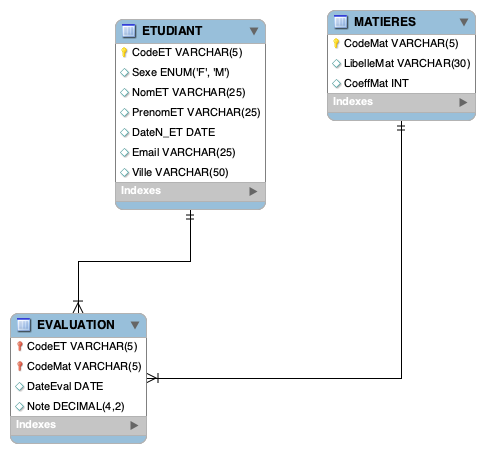 ETUDIANT
CodeET VARCHAR(5)
Sexe ENUM('F', 'M')
NomET VARCHAR(25)
PrenomET VARCHAR(25)
DateN_ET DATE
Email VARCHAR(25)
Ville VARCHAR(50)
Indexes
MATIERES
CodeMat VARCHAR(5)
LibelleMat VARCHAR(30)
CoeffMat INT
Indexes
EVALUATION
CodeET VARCHAR(5)
CodeMat VARCHAR(5)
DateEval DATE
Note DECIMAL(4,2)
Indexes